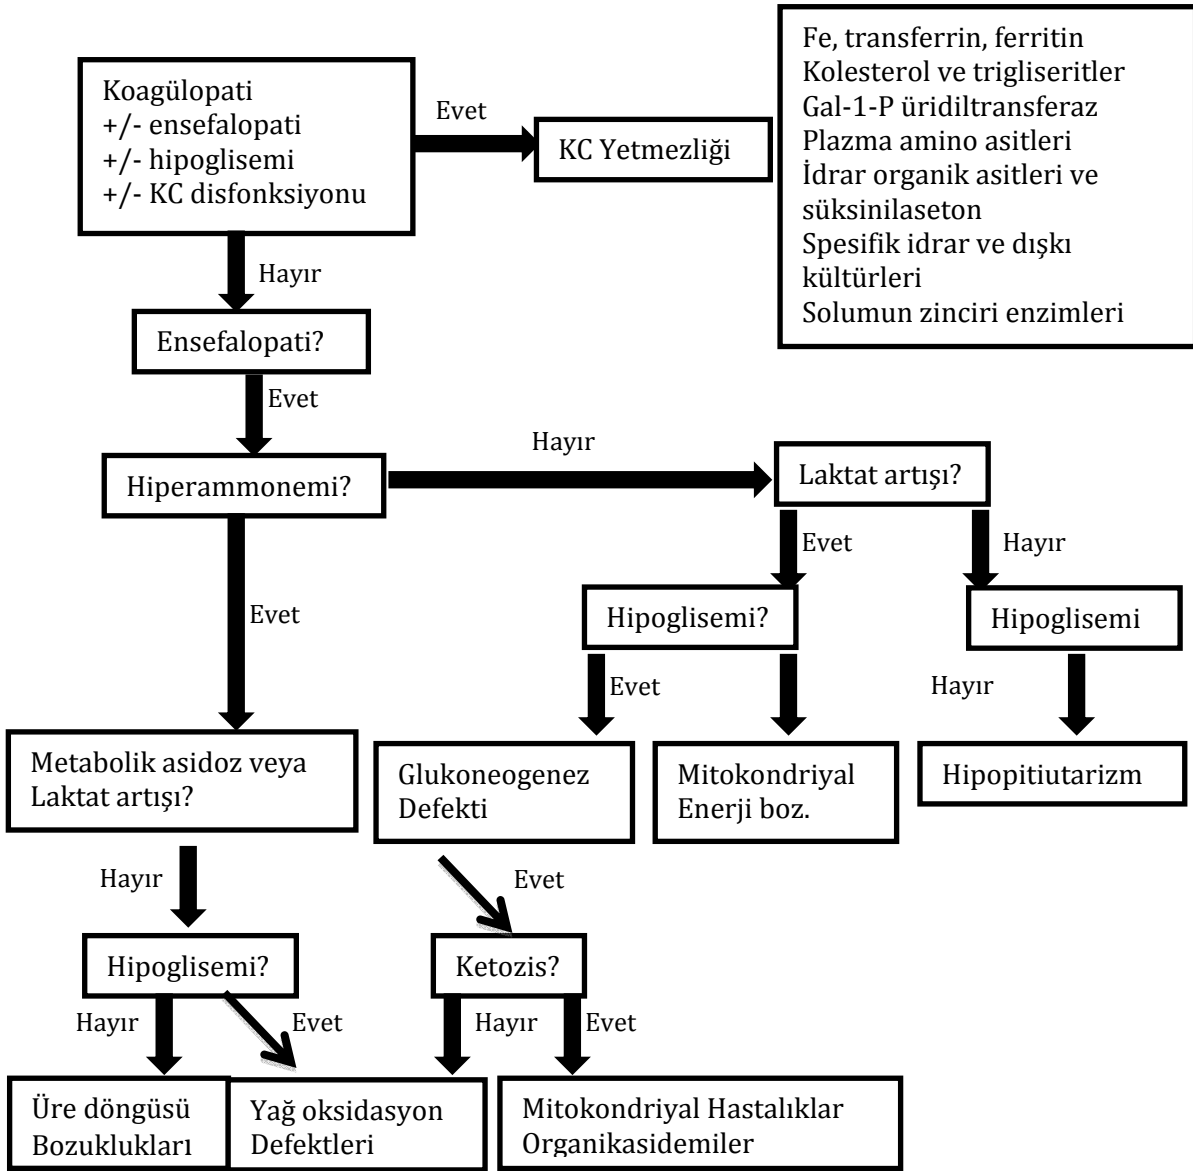 Koagülopati
+/- ensefalopati
+/- hipoglisemi
+/- KC disfonksiyonu
Evet
KC Yetmezliği
Fe, transferrin, ferritin
Kolesterol ve trigliseritler
Gal-1-P üridiltransferaz
Plazma amino asitleri
İdrar organik asitleri ve
süksinilaseton
Spesifik idrar ve dışkı
kültürleri
Solumun zinciri enzimleri
Hayır
Ensefalopati?
Evet
Hiperammonemi?
Hayır
Laktat artışı?
Evet
Hayır
Evet
Hipoglisemi?
Hipoglisemi
Evet
Hayır
Metabolik asidoz veya
Laktat artışı?
Glukoneogenez
Defekti
Mitokondriyal
Enerji boz.
Hipopitiutarizm
Hayır
Evet
Hipoglisemi?
Ketozis?
Hayır
Evet
Hayır
Evet
Üre döngüsü
Bozuklukları
Yağ oksidasyon
Defektleri
Mitokondriyal Hastalıklar
Organikasidemiler